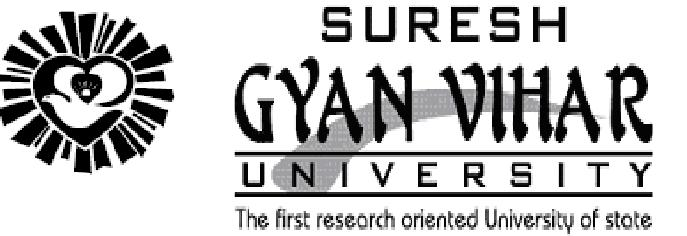 SURESH
GYAN VIHAR
UNIVERSITY
The first research oriented University of state